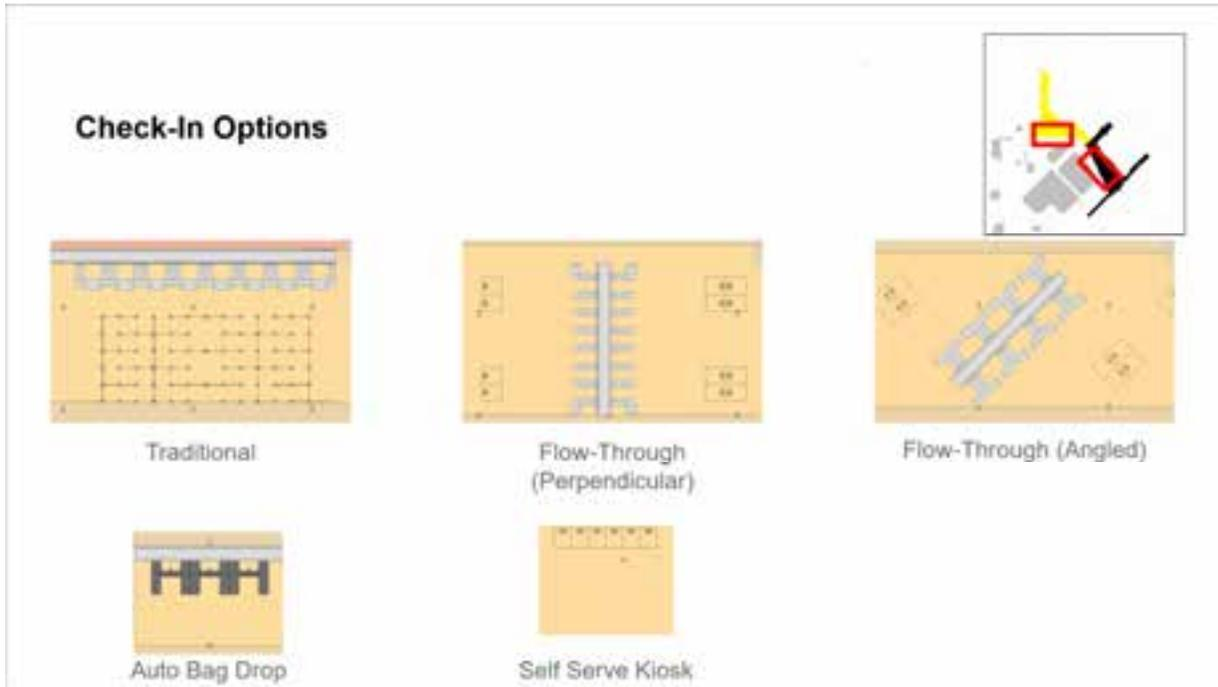 Check-In Options
Traditional
Flow-Through
(Perpendicular)
Flow-Through (Angled)
Auto Bag Drop
Self Serve Kiosk